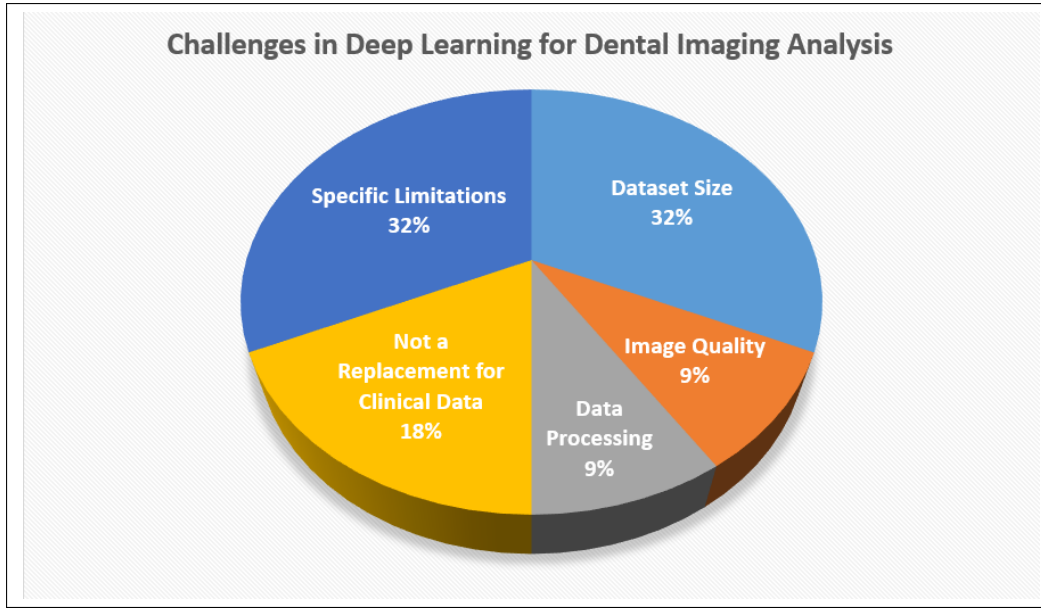 Challenges in Deep Learning for Dental Imaging Analysis
Specific Limitations
32%
Dataset Size
32%
Image Quality
9%
Not a
Replacement for
Clinical Data
18%
Data
Processing
9%